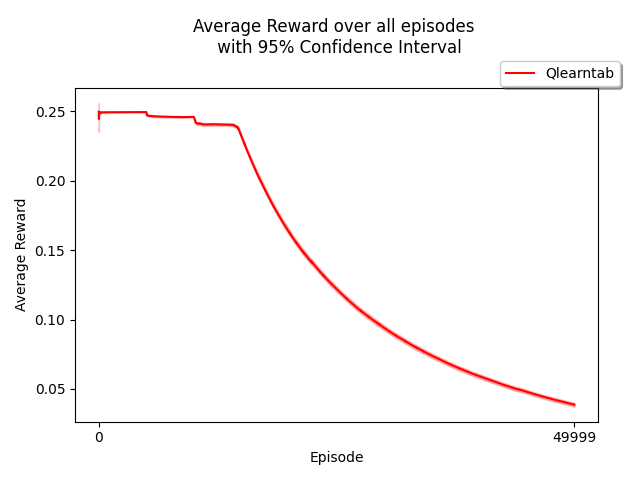 Average Reward over all episodes
with 95% Confidence Interval
Qlearntab
0.25
0.20
0.15
0.10
0.05
Average Reward
0
49999
Episode